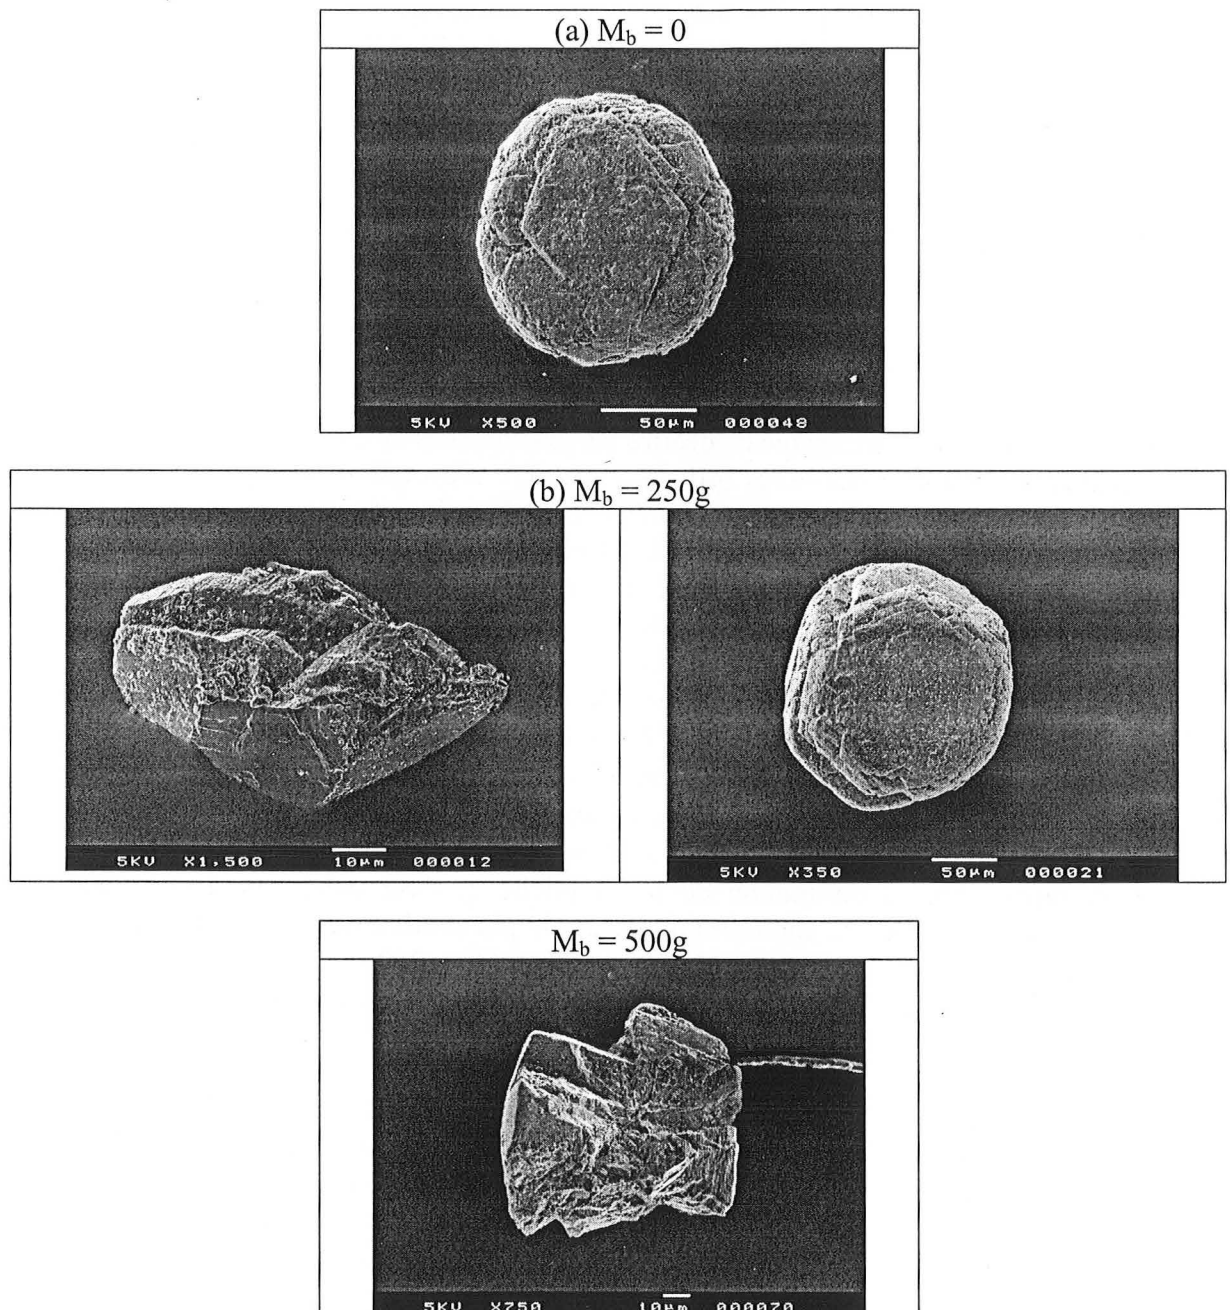 (a) M_b = 0
5KV X500 50µm 000048
(b) M_b = 250g
5KV X1,500 10µm 000012
5KV X350 50µm 000021
M_b = 500g
5KV X750 10µm 000070